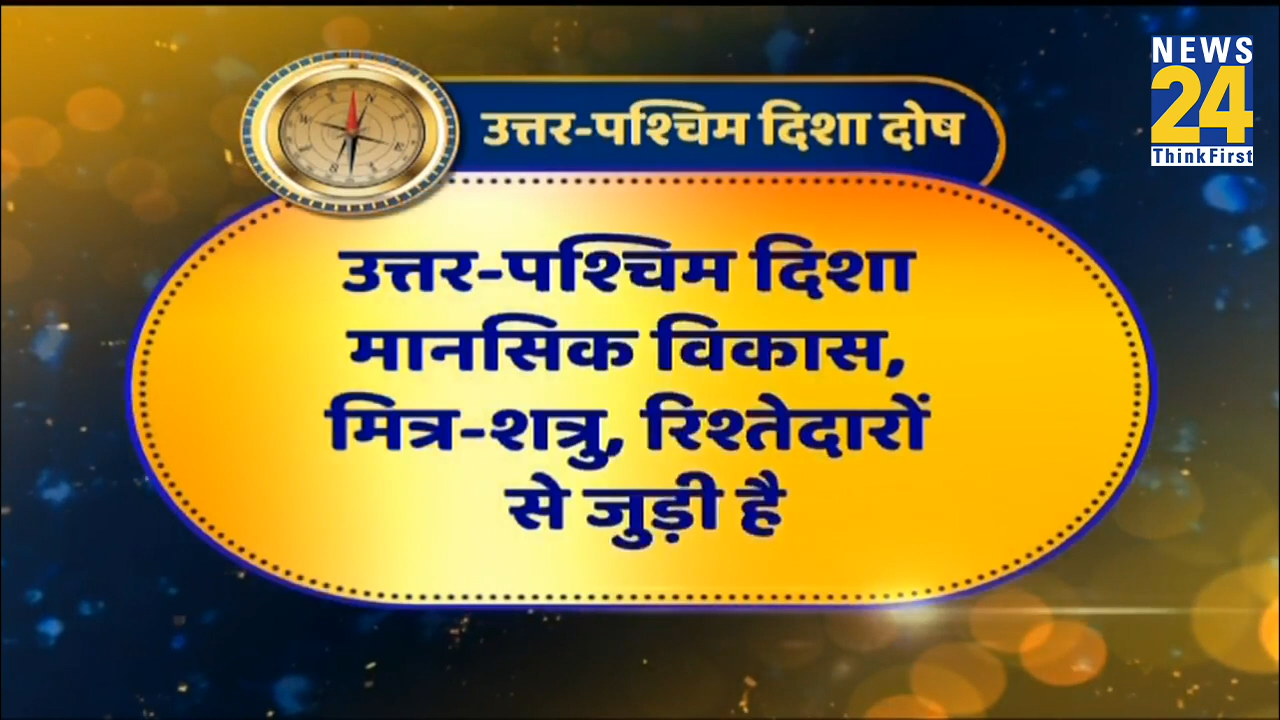 NEWS
24
ThinkFirst
उत्तर-पश्चिम दिशा दोष
उत्तर-पश्चिम दिशा
मानसिक विकास,
मित्र-शत्रु, रिश्तेदारों
से जुड़ी है